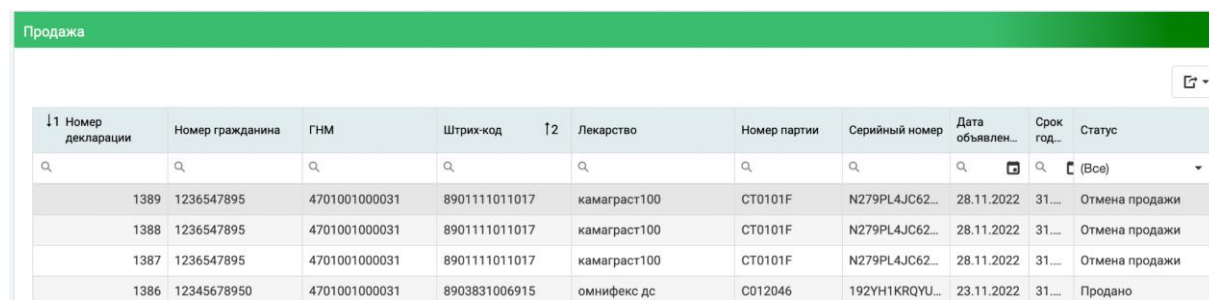 Продажа
↓1 Номер декларации Номер гражданина ГНМ Штрих-код ↑2 Лекарство Номер партии Серийный номер Дата объявлен... Срок год... Статус
(Все)
1389 1236547895 4701001000031 8901111011017 камаграст100 CT0101F N279PL4JC62... 28.11.2022 31.... Отмена продажи
1388 1236547895 4701001000031 8901111011017 камаграст100 CT0101F N279PL4JC62... 28.11.2022 31.... Отмена продажи
1387 1236547895 4701001000031 8901111011017 камаграст100 CT0101F N279PL4JC62... 28.11.2022 31.... Отмена продажи
1386 12345678950 4701001000031 8903831006915 омнифекс дс C012046 192YH1KRQYU... 23.11.2022 31.... Продано